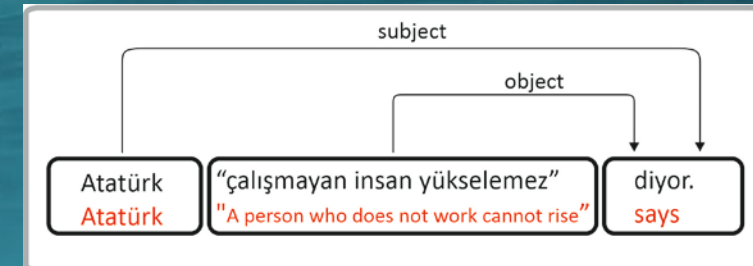 subject
object
Atatürk "çalışmayan insan yükselemez” diyor.
Atatürk "A person who does not work cannot rise” says